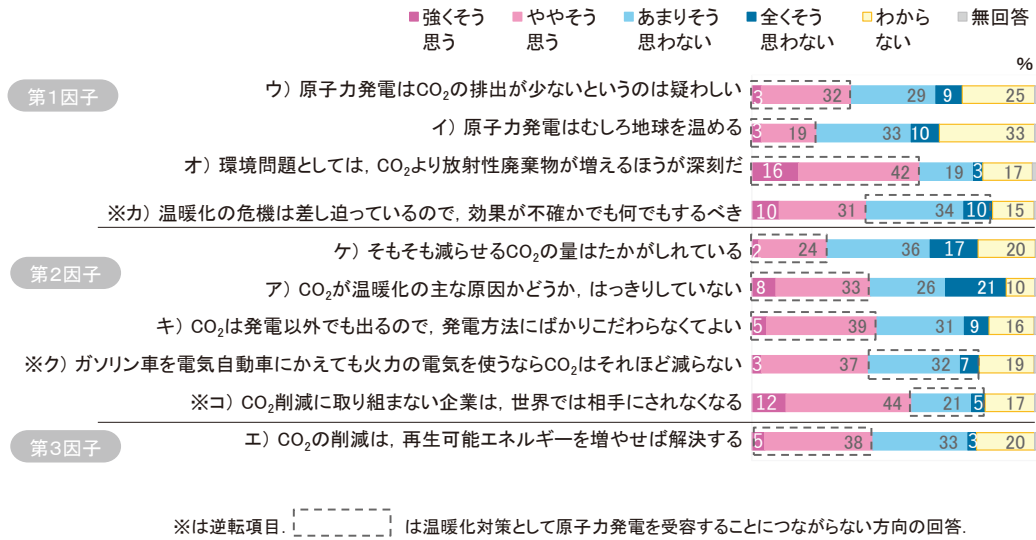 強くそう思う
ややそう思う
あまりそう思わない
全くそう思わない
わからない
無回答
%
第1因子
ウ) 原子力発電はCO₂の排出が少ないというのは疑わしい
3 32 29 9 25
イ) 原子力発電はむしろ地球を温める
3 19 33 10 33
オ) 環境問題としては, CO₂より放射性廃棄物が増えるほうが深刻だ
16 42 19 3 17
※カ) 温暖化の危機は差し迫っているので, 効果が不確かでも何でもするべき
10 31 34 10 15
第2因子
ケ) そもそも減らせるCO₂の量はたかがしれている
2 24 36 17 20
ア) CO₂が温暖化の主な原因かどうか, はっきりしていない
8 33 26 21 10
キ) CO₂は発電以外でも出るので, 発電方法にばかりこだわらなくてよい
5 39 31 9 16
※ク) ガソリン車を電気自動車にかえても火力の電気を使うならCO₂はそれほど減らない
3 37 32 7 19
※コ) CO₂削減に取り組まない企業は, 世界では相手にされなくなる
12 44 21 5 17
第3因子
エ) CO₂の削減は, 再生可能エネルギーを増やせば解決する
5 38 33 3 20
※は逆転項目. は温暖化対策として原子力発電を受容することにつながらない方向の回答.